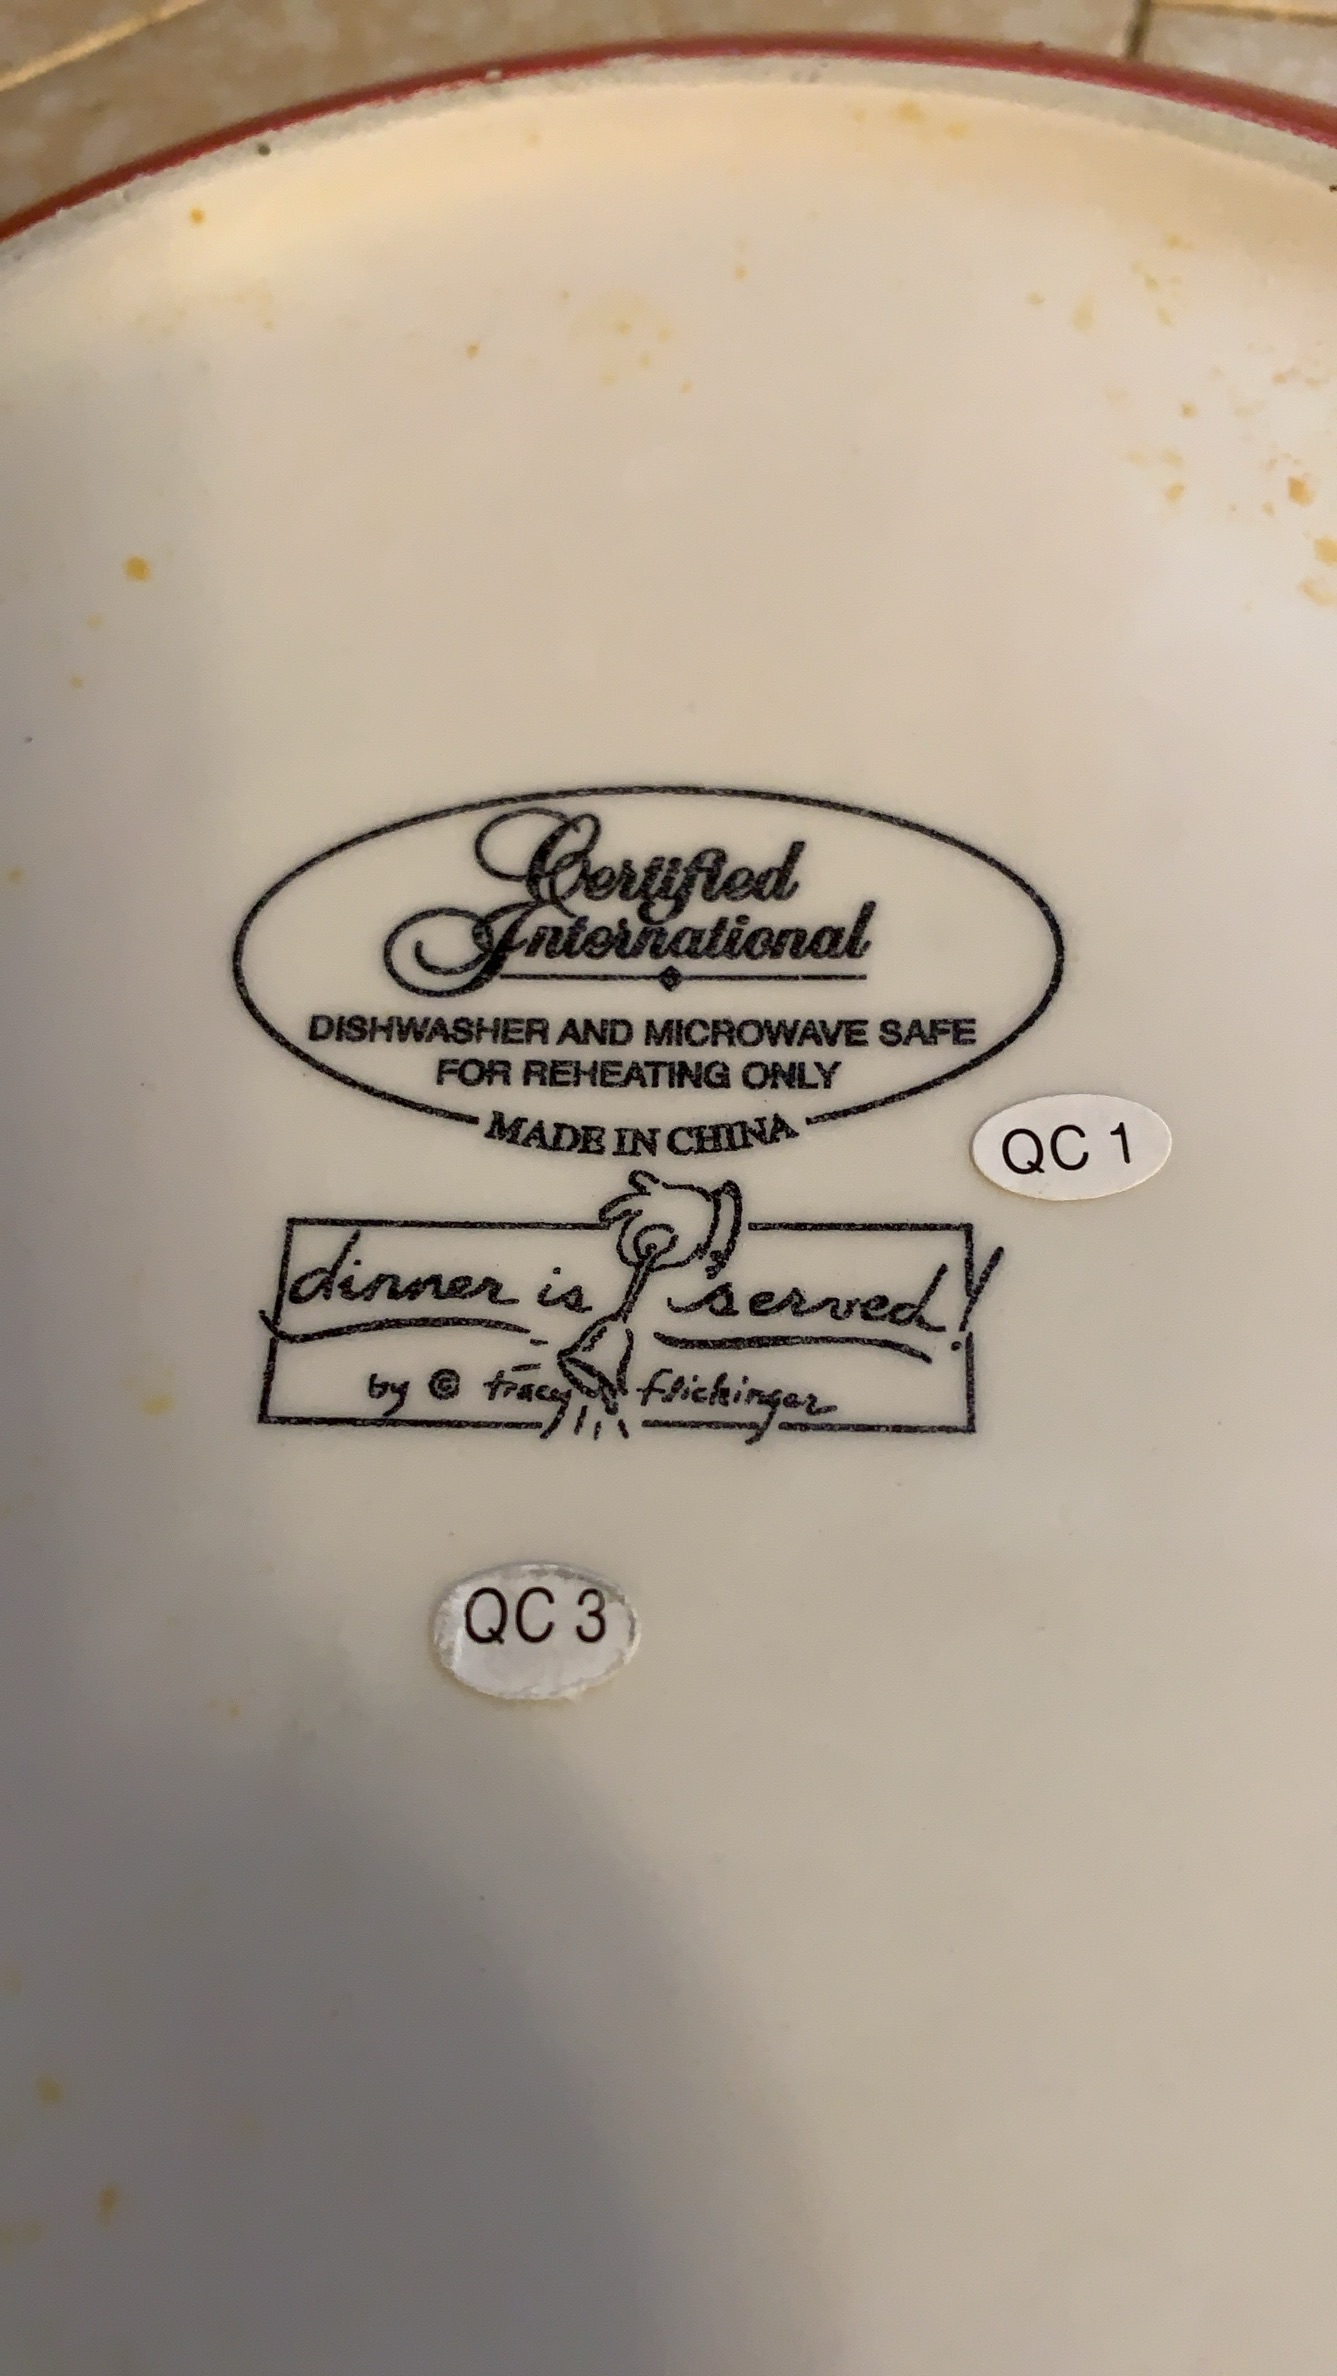 Certified
International
DISHWASHER AND MICROWAVE SAFE
FOR REHEATING ONLY
MADE IN CHINA
QC 1
dinner is served!
by © tracy flickinger
QC 3